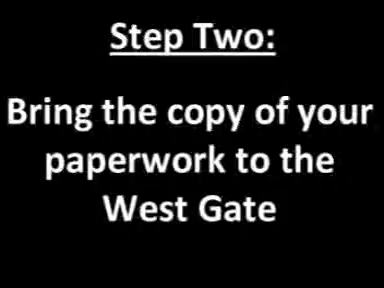 Step Two:
Bring the copy of your
paperwork to the
West Gate